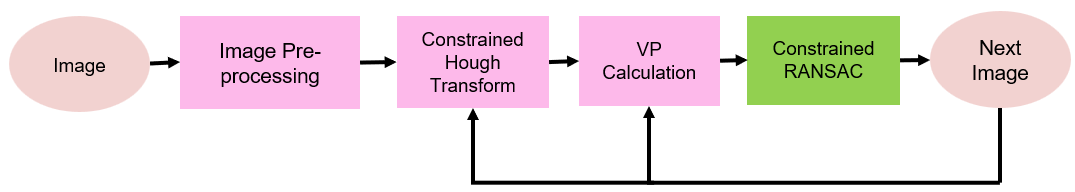 Image
Image Pre-
processing
Constrained
Hough
Transform
VP
Calculation
Constrained
RANSAC
Next
Image